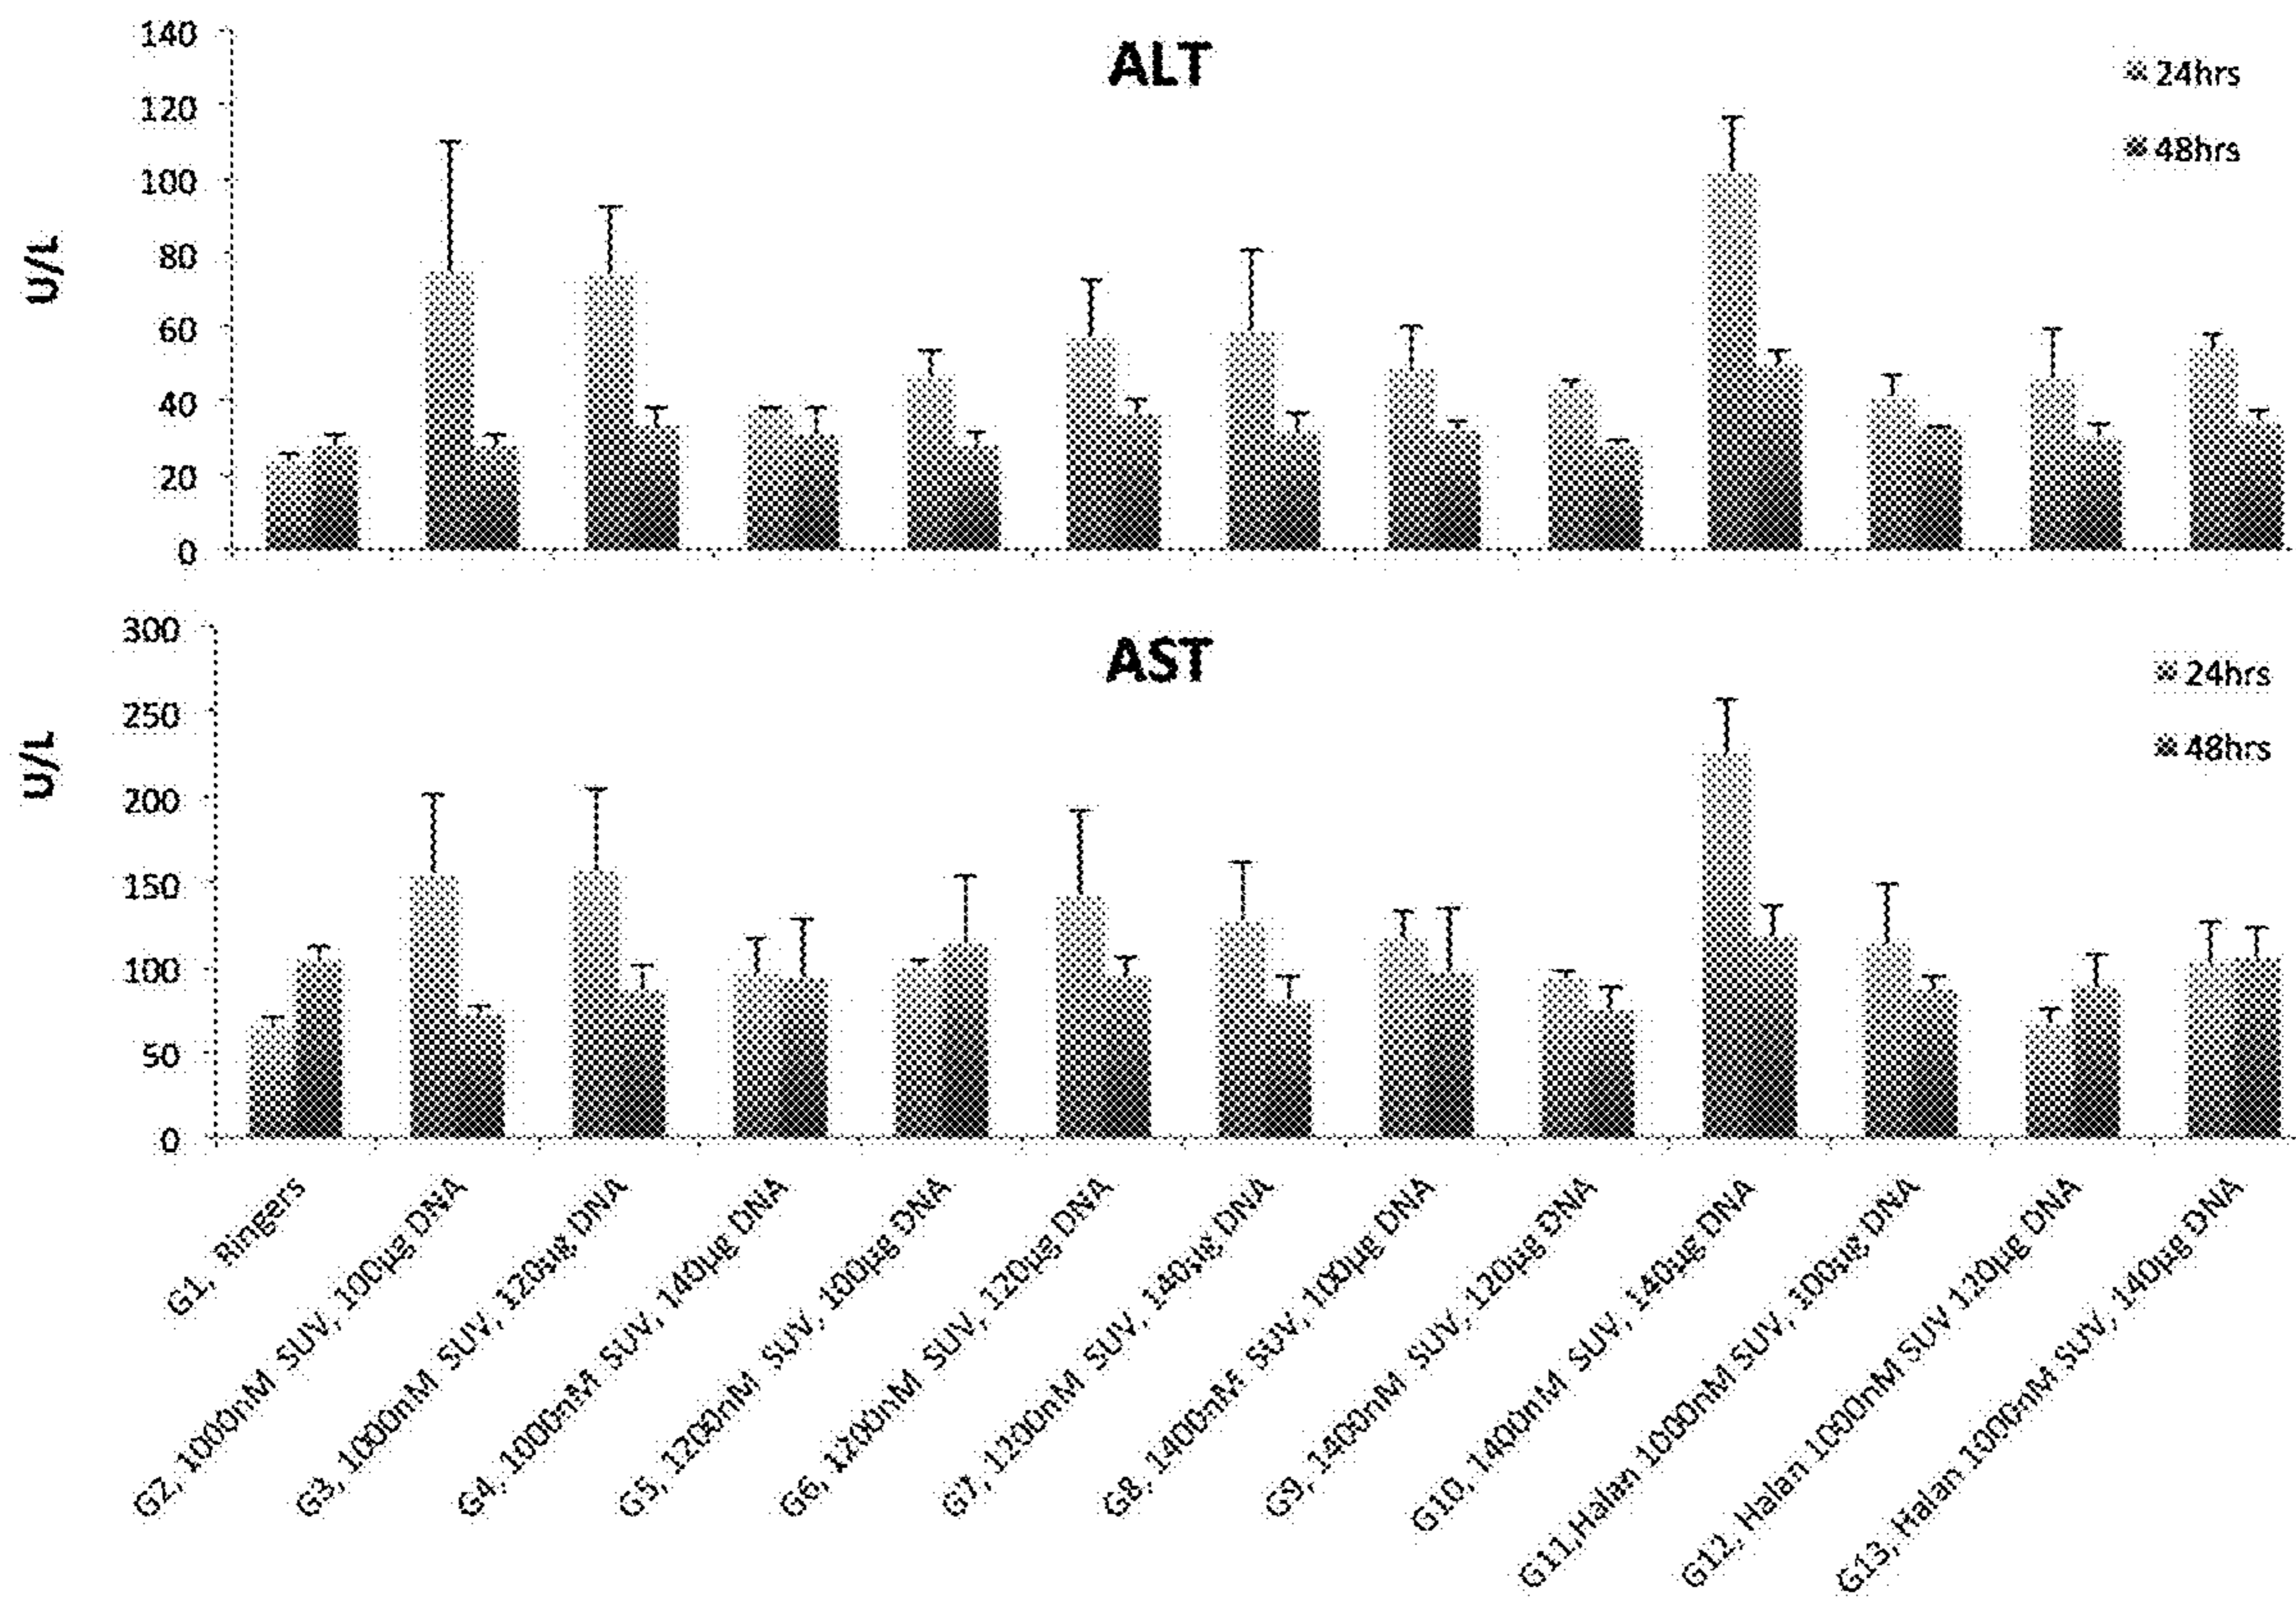 ALT
24hrs
48hrs
U/L
140
120
100
80
60
40
20
0
AST
24hrs
48hrs
U/L
300
250
200
150
100
50
0
G1, Ringers
G2, 1000nM SUV, 100µg DNA
G3, 1000nM SUV, 120µg DNA
G4, 1000nM SUV, 140µg DNA
G5, 1200nM SUV, 100µg DNA
G6, 1200nM SUV, 120µg DNA
G7, 1200nM SUV, 140µg DNA
G8, 1400nM SUV, 100µg DNA
G9, 1400nM SUV, 120µg DNA
G10, 1400nM SUV, 140µg DNA
G11,Halan 1000nM SUV, 100µg DNA
G12, Halan 1000nM SUV 120µg DNA
G13, Halan 1000nM SUV, 140µg DNA